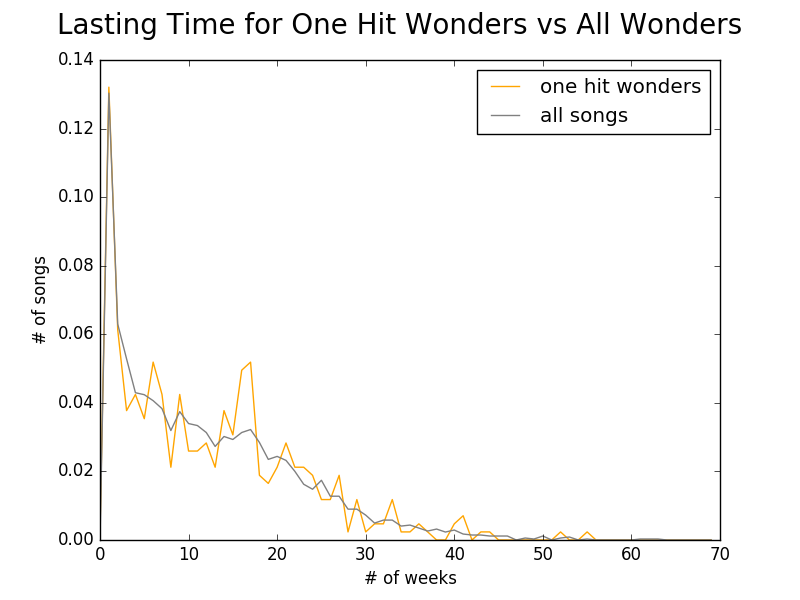 Lasting Time for One Hit Wonders vs All Wonders
0.14
0.12
0.10
0.08
0.06
0.04
0.02
0.00
# of songs
one hit wonders
all songs
0 10 20 30 40 50 60 70
# of weeks